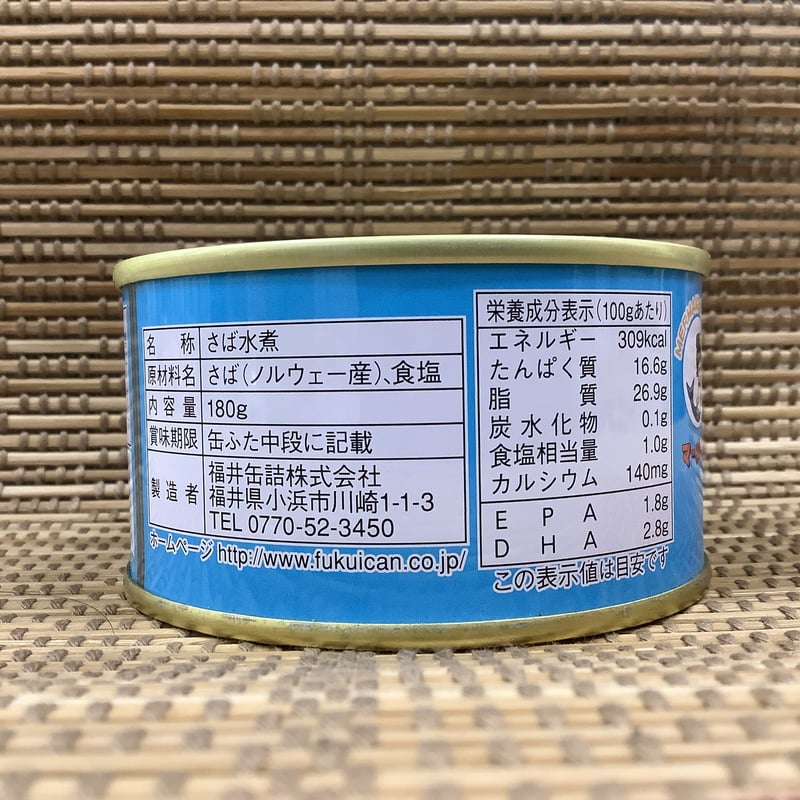 名称 さば水煮
原材料名 さば(ノルウェー産)、食塩
内容量 180g
賞味期限 缶ふた中段に記載
製造者 福井缶詰株式会社
福井県小浜市川崎1-1-3
TEL 0770-52-3450
ホームページ http://www.fukuican.co.jp/
栄養成分表示(100gあたり)
エネルギー 309kcal
たんぱく質 16.6g
脂質 26.9g
炭水化物 0.1g
食塩相当量 1.0g
カルシウム 140mg
EPA 1.8g
DHA 2.8g
この表示値は目安です